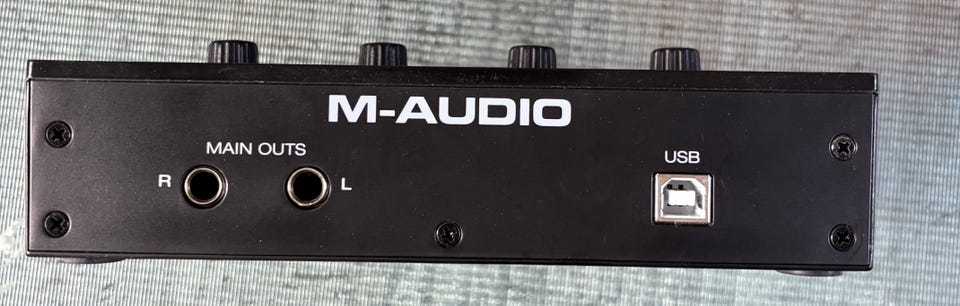 M-AUDIO
MAIN OUTS
R
L
USB